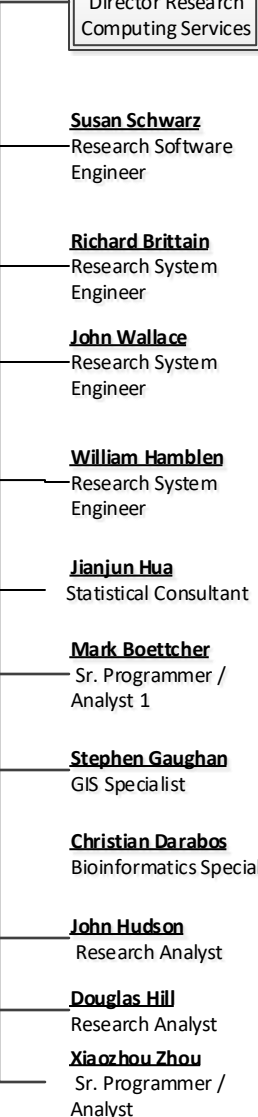 Director Research
Computing Services
Susan Schwarz
Research Software
Engineer
Richard Brittain
Research System
Engineer
John Wallace
Research System
Engineer
William Hamblen
Research System
Engineer
Jianjun Hua
Statistical Consultant
Mark Boettcher
Sr. Programmer /
Analyst 1
Stephen Gaughan
GIS Specialist
Christian Darabos
Bioinformatics Special
John Hudson
Research Analyst
Douglas Hill
Research Analyst
Xiaozhou Zhou
Sr. Programmer /
Analyst